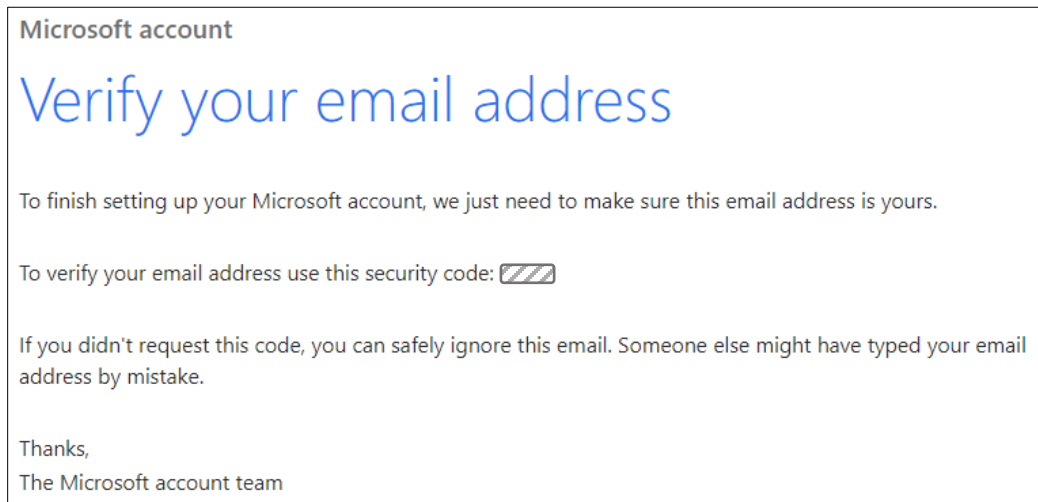 Microsoft account
Verify your email address
To finish setting up your Microsoft account, we just need to make sure this email address is yours.
To verify your email address use this security code:
If you didn't request this code, you can safely ignore this email. Someone else might have typed your email
address by mistake.
Thanks,
The Microsoft account team